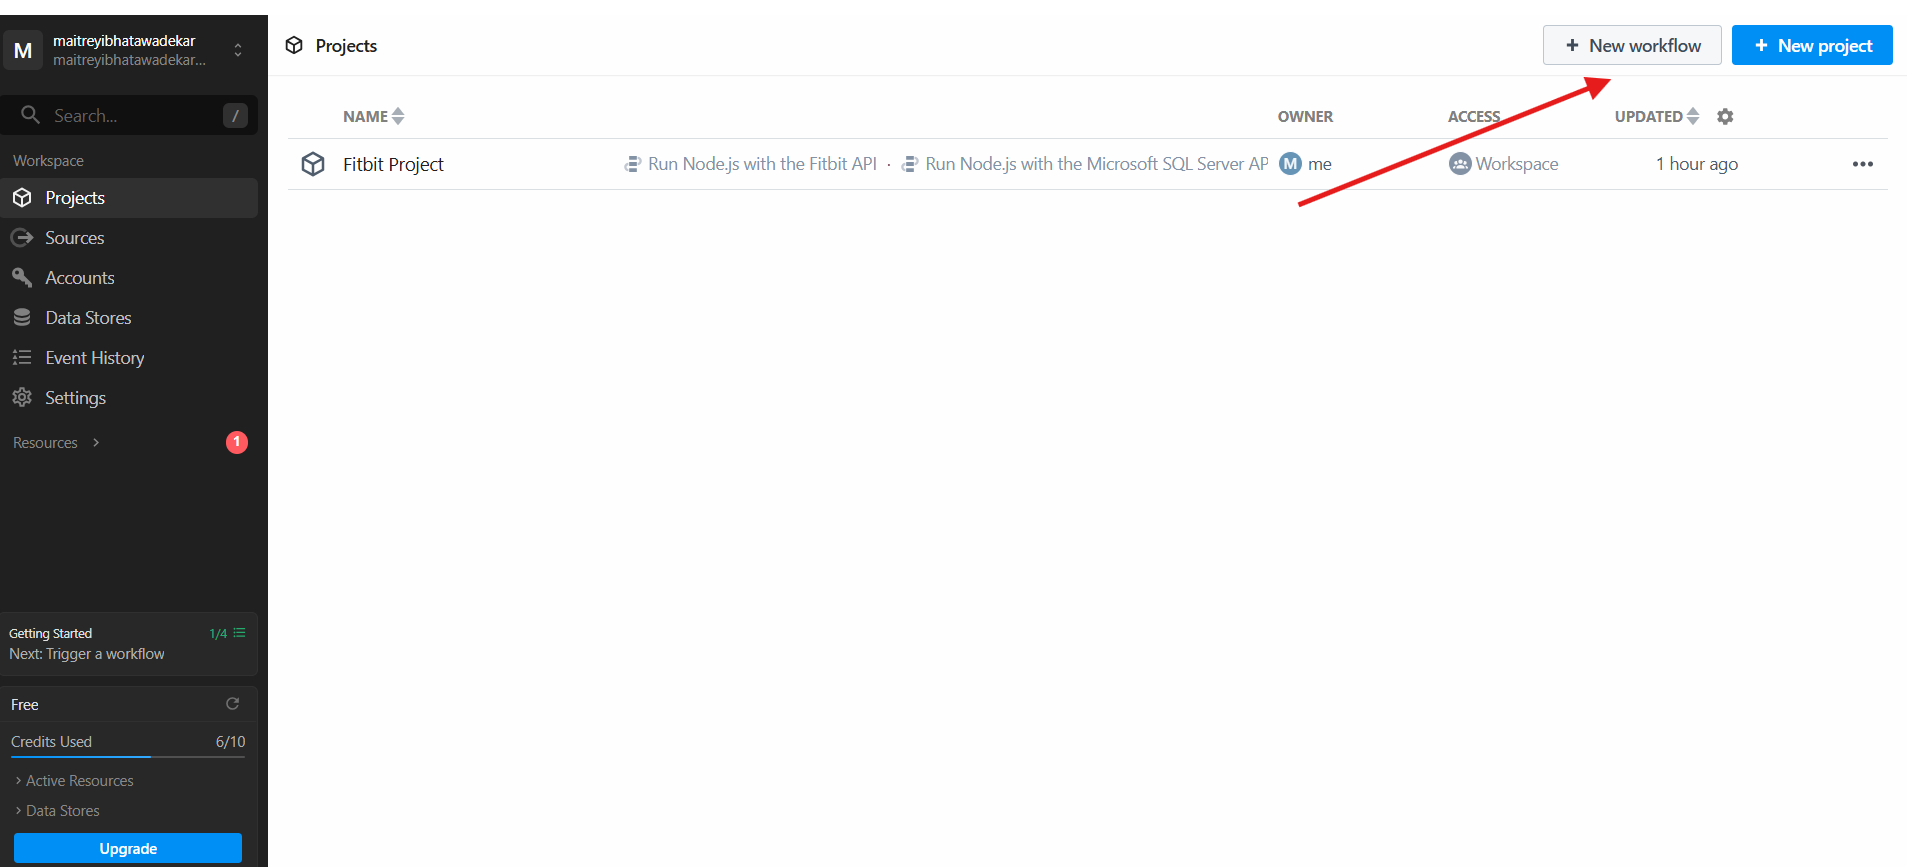 M
maitreyibhatawadekar
maitreyibhatawadekar...
Search...
/
Workspace
Projects
Sources
Accounts
Data Stores
Event History
Settings
Resources
1
Getting Started
1/4
Next: Trigger a workflow
Free
Credits Used
6/10
Active Resources
Data Stores
Upgrade
Projects
+ New workflow
+ New project
NAME
OWNER
ACCESS
UPDATED
Fitbit Project
Run Node.js with the Fitbit API · Run Node.js with the Microsoft SQL Server AP
M me
Workspace
1 hour ago